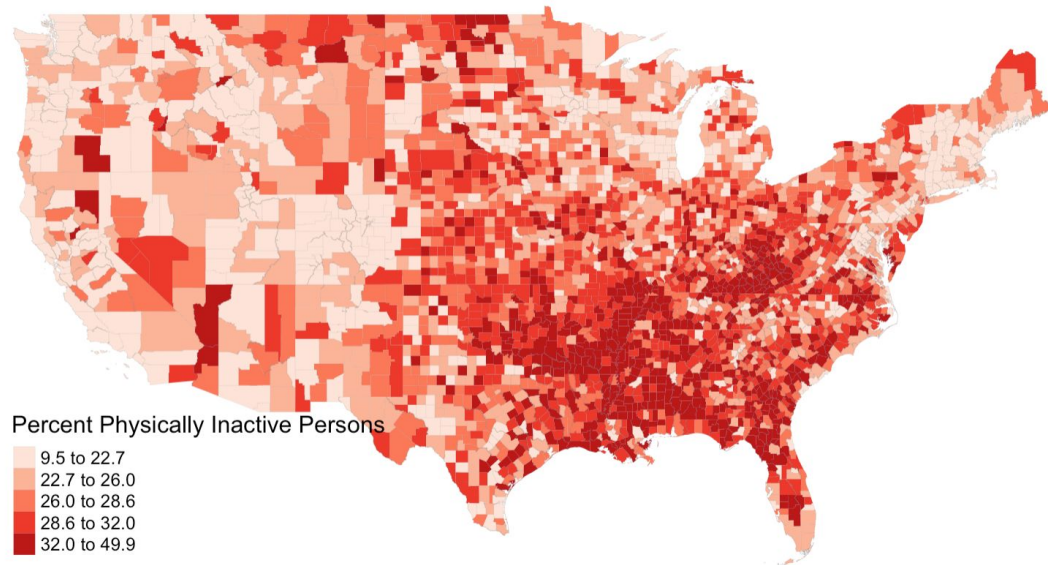 Percent Physically Inactive Persons
9.5 to 22.7
22.7 to 26.0
26.0 to 28.6
28.6 to 32.0
32.0 to 49.9